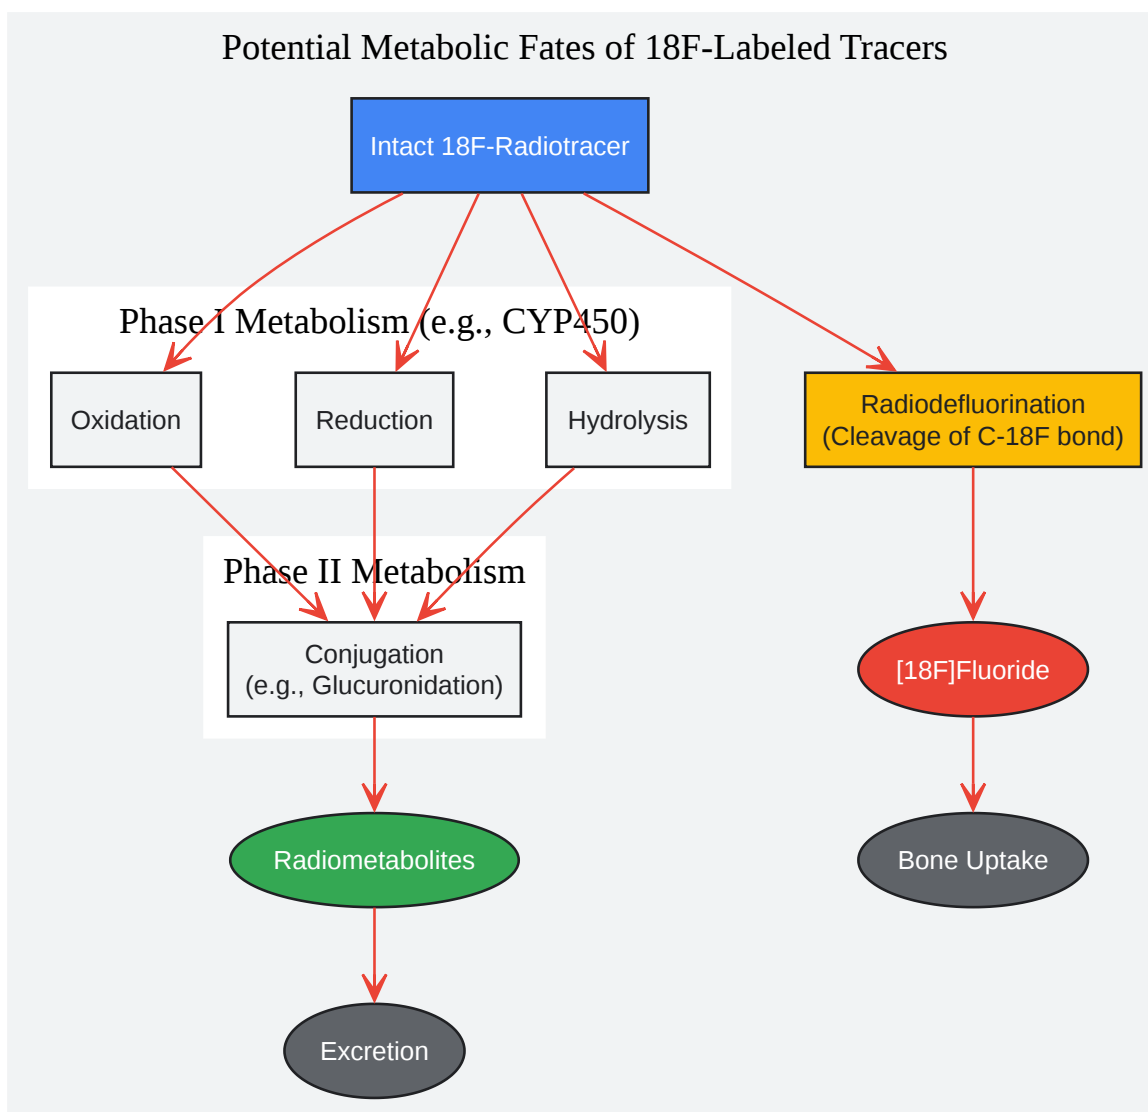 Potential Metabolic Fates of 18F-Labeled Tracers
Intact 18F-Radiotracer
Phase I Metabolism (e.g., CYP450)
Oxidation
Reduction
Hydrolysis
Radiodefluorination
(Cleavage of C-18F bond)
Phase II Metabolism
Conjugation
(e.g., Glucuronidation)
[18F]Fluoride
Radiometabolites
Bone Uptake
Excretion